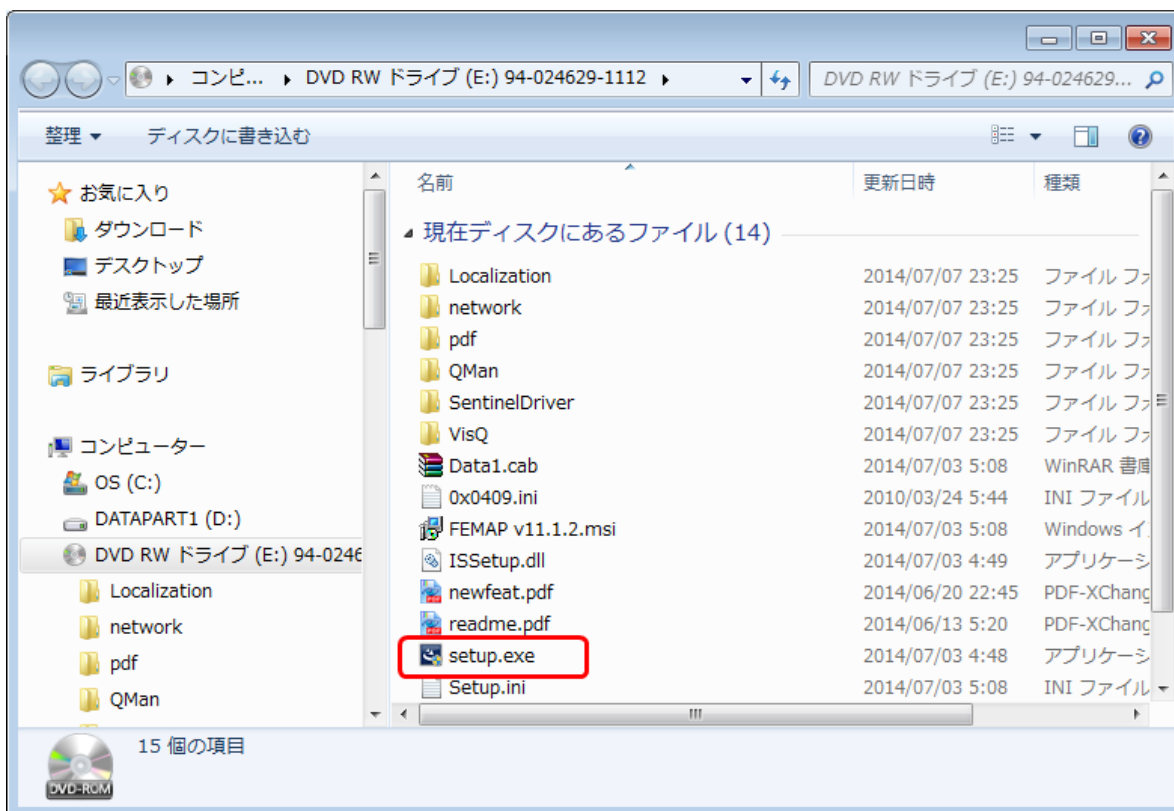 コンピ... DVD RW ドライブ (E:) 94-024629-1112 DVD RW ドライブ (E:) 94-024629...
整理 ディスクに書き込む
お気に入り
ダウンロード
デスクトップ
最近表示した場所
ライブラリ
コンピューター
OS (C:)
DATAPART1 (D:)
DVD RW ドライブ (E:) 94-0246
Localization
network
pdf
QMan
名前 更新日時 種類
現在ディスクにあるファイル (14)
Localization 2014/07/07 23:25 ファイル フォ
network 2014/07/07 23:25 ファイル フォ
pdf 2014/07/07 23:25 ファイル フォ
QMan 2014/07/07 23:25 ファイル フォ
SentinelDriver 2014/07/07 23:25 ファイル フォ
VisQ 2014/07/07 23:25 ファイル フォ
Data1.cab 2014/07/03 5:08 WinRAR 書庫
0x0409.ini 2010/03/24 5:44 INI ファイル
FEMAP v11.1.2.msi 2014/07/03 5:08 Windows イ
ISSetup.dll 2014/07/03 4:49 アプリケーシ
newfeat.pdf 2014/06/20 22:45 PDF-XChang
readme.pdf 2014/06/13 5:20 PDF-XChang
setup.exe 2014/07/03 4:48 アプリケーシ
Setup.ini 2014/07/03 5:08 INI ファイル
15 個の項目
DVD-ROM